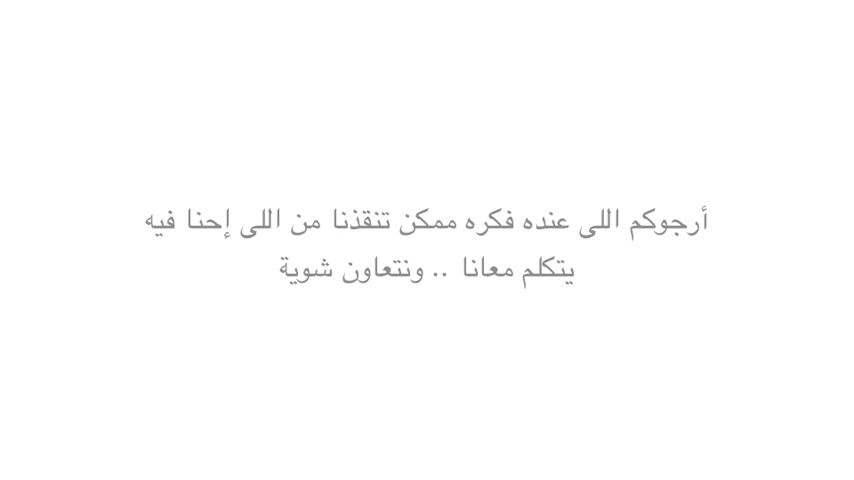 أرجوكم اللى عنده فكره ممكن تنقذنا من اللى إحنا فيه
يتكلم معانا .. ونتعاون شوية